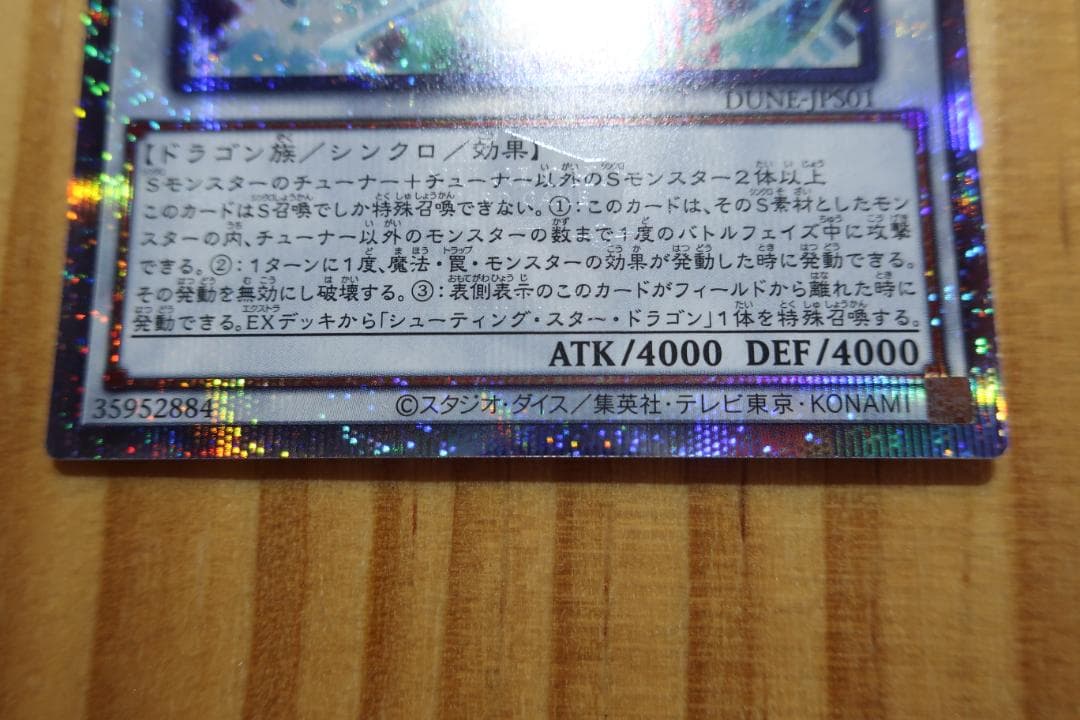 DUNE-JPS01
【ドラゴン族／シンクロ／効果】
Sモンスターのチューナー＋チューナー以外のSモンスター2体以上
このカードはS召喚でしか特殊召喚できない。①：このカードは、そのS素材としたモン
スターの内、チューナー以外のモンスターの数まで1度のバトルフェイズ中に攻撃
できる。②：1ターンに1度、魔法・罠・モンスターの効果が発動した時に発動できる。
その発動を無効にし破壊する。③：表側表示のこのカードがフィールドから離れた時に
発動できる。EXデッキから「シューティング・スター・ドラゴン」1体を特殊召喚する。
ATK/4000 DEF/4000
35952884 ©スタジオ・ダイス／集英社・テレビ東京・KONAMI